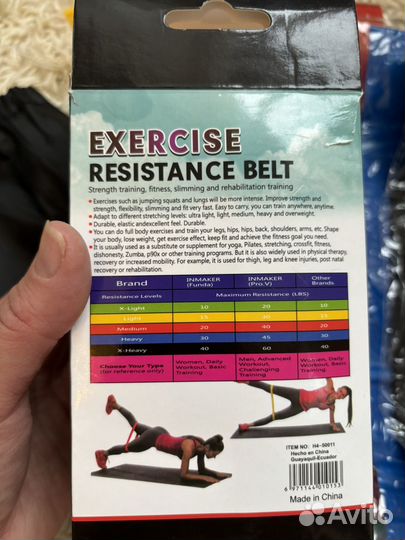 EXERCISE
RESISTANCE BELT
Strength training, fitness, slimming and rehabilitation training
• Exercises such as jumping squats and lungs will be more intense. Improve strength and
strength, flexibility, slimming and fit very fast. Easy to carry, you can train anywhere, anytime.
• Adapt to different stretching levels: ultra light, light, medium, heavy and overweight.
• Durable, elastic andexcellent feel. Durable.
• You can do full body exercises and train your legs, hips, hips, back, shoulders, arms, etc. Shape
your body, lose weight, get exercise effect, keep fit and achieve the fitness goal you need.
• It is usually used as a substitute or supplement for yoga, Pilates, stretching, crossfit, fitness,
dishonesty, Zumba, p90x or other training programs. But it is also widely used in physical therapy,
recovery or increased mobility. For example, it is used for thigh, leg and knee injuries, post natal
recovery or rehabilitation.
Brand INMAKER (Funda) INMAKER (Pro.V) Other Brands
Resistance Levels Maximum Resistance (LBS)
X-Light 10 20 10
Light 15 30 15
Medium 20 40 20
Heavy 30 45 30
X-Heavy 40 60 40
Choose Your Type (for reference only) Women, Daily Workout, Basic Training Men, Advanced Workout, Challenging Training Women, Daily Workout, Basic Training
ITEM NO: H4-50011
Hecho en China
Guayaquil-Ecuador
6 971144 010153
Made in China
Avito